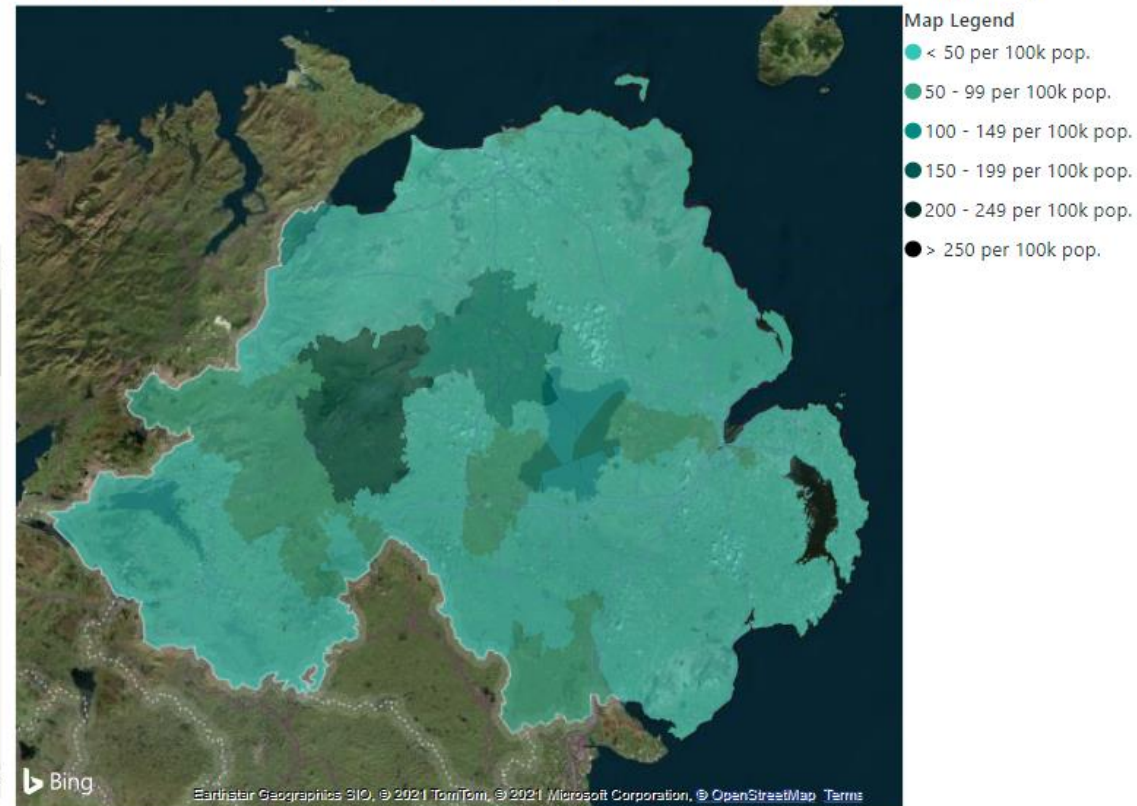 Map Legend
< 50 per 100k pop.
50 - 99 per 100k pop.
100 - 149 per 100k pop.
150 - 199 per 100k pop.
200 - 249 per 100k pop.
> 250 per 100k pop.
Bing
Earthstar Geographics SIO, © 2021 TomTom, © 2021 Microsoft Corporation, © OpenStreetMap Terms